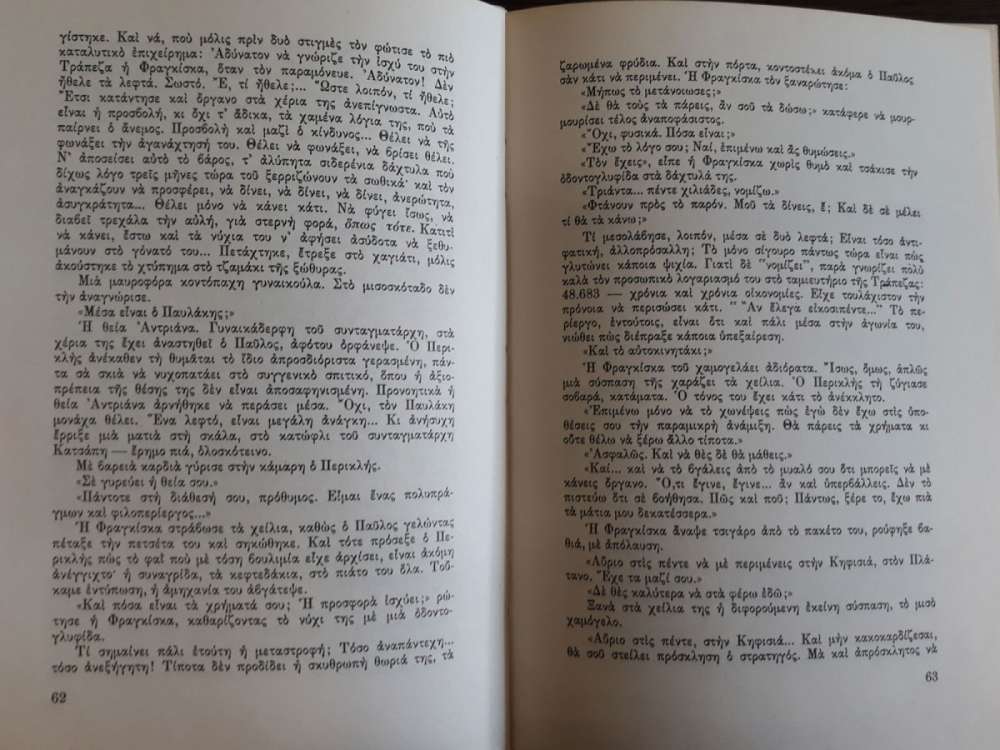 γίστηκε. Καὶ νά, ποὺ μόλις πρὶν δυὸ στιγμὲς τὸν φώτισε τὸ πιὸ
καταλυτικὸ ἐπιχείρημα: Ἀδύνατον νὰ γνώριζε τὴν ἰσχύ του στὴν
Τράπεζα ἡ Φραγκίσκα, ὅταν τὸν παραμόνευε. Ἀδύνατον! Δὲν
ἤθελε τὰ λεφτά. Σωστό. Ἔ, τί ἤθελε;... Ὥστε λοιπόν, τί ἤθελε;
Ἔτσι κατάντησε καὶ ὄργανο στὰ χέρια της ἀνεπίγνωστα. Αὐτὸ
εἶναι ἡ προσβολή, κι ὄχι τ' ἄδικα, τὰ χαμένα λόγια της, ποὺ τὰ
παίρνει ὁ ἄνεμος. Προσβολὴ καὶ μαζὶ ὁ κίνδυνος... Θέλει νὰ τῆς
φωνάξει τὴν ἀγανάχτησή του. Θέλει νὰ φωνάξει, νὰ βρίσει θέλει.
Ν' ἀποσείσει αὐτὸ τὸ βάρος, τ' ἀλύπητα σιδερένια δάχτυλα ποὺ
δίχως λόγο τρεῖς μῆνες τώρα τοῦ ξερριζώνουν τὰ σωθικά· καὶ τὸν
ἀναγκάζουν νὰ προσφέρει, νὰ δίνει, νὰ δίνει, νὰ δίνει, ἀνερώτητα,
ἀσυγκράτητα... Θέλει μόνο νὰ κάνει κάτι. Νὰ φύγει ἴσως, νὰ
διαβεῖ τρεχάλα τὴν αὐλή, γιὰ στερνὴ φορά, ὅπως τότε. Κατιτὶ
νὰ κάνει, ἔστω καὶ τὰ νύχια του ν' ἀφήσει ἀσύδοτα νὰ ξεθυ-
μάνουν στὸ γόνατό του... Πετάχτηκε, ἔτρεξε στὸ χαγιάτι, μόλις
ἀκούστηκε τὸ χτύπημα στὸ τζαμάκι τῆς ξώθυρας.
Μιὰ μαυροφόρα κοντόπαχη γυναικούλα. Στὸ μισοσκόταδο δὲν
τὴν ἀναγνώρισε.
«Μέσα εἶναι ὁ Παυλάκης;»
Ἡ θεία Ἀντριάνα. Γυναικάδερφη τοῦ συνταγματάρχη, στὰ
χέρια της ἔχει ἀναστηθεῖ ὁ Παῦλος, ἀφότου ὀρφάνεψε. Ὁ Περι-
κλῆς ἀνέκαθεν τὴ θυμᾶται τὸ ἴδιο ἀπροσδιόριστα γερασμένη, πάν-
τα σὰ σκιὰ νὰ νυχοπατάει στὸ συγγενικὸ σπιτικό, ὅπου ἡ ἀξιο-
πρέπεια τῆς θέσης της δὲν εἶναι ἀποσαφηνισμένη. Προνοητικὰ ἡ
θεία Ἀντριάνα ἀρνήθηκε νὰ περάσει μέσα. Ὄχι, τὸν Παυλάκη
μονάχα θέλει. Ἕνα λεφτό, εἶναι μεγάλη ἀνάγκη... Κι ἀνήσυχη
ἔρριξε μιὰ ματιὰ στὴ σκάλα, στὸ κατώφλι τοῦ συνταγματάρχη
Κατσάπη — ἔρημο πιά, ὁλοσκότεινο.
Μὲ βαρειὰ καρδιὰ γύρισε στὴν κάμαρη ὁ Περικλῆς.
«Σὲ γυρεύει ἡ θεία σου.»
«Πάντοτε στὴ διάθεσή σου, πρόθυμος. Εἶμαι ἕνας πολυπρά-
γμων καὶ φιλοπερίεργος...»
Ἡ Φραγκίσκα στράβωσε τὰ χείλια, καθὼς ὁ Παῦλος γελώντας
πέταξε τὴν πετσέτα του καὶ σηκώθηκε. Καὶ τότε πρόσεξε ὁ Πε-
ρικλῆς πὼς τὸ φαῒ ποὺ μὲ τόση βουλιμία εἶχε ἀρχίσει, εἶναι ἀκόμη
ἀνέγγιχτο· ἡ συναγρίδα, τὰ κεφτεδάκια, στὸ πιάτο του ὅλα. Τοὔ-
καμε ἐντύπωση, ἡ ἀμηχανία του ἀβγάτεψε.
«Καὶ πόσα εἶναι τὰ χρήματά σου; Ἡ προσφορὰ ἰσχύει;» ρώ-
τησε ἡ Φραγκίσκα, καθαρίζοντας τὸ νύχι της μὲ μιὰ ὀδοντο-
γλυφίδα.
Τί σημαίνει πάλι ἐτούτη ἡ μεταστροφή; Τόσο ἀναπάντεχη...
τόσο ἀνεξήγητη! Τίποτα δὲν προδίδει ἡ σκυθρωπὴ θωριά της, τὰ
62
ζαρωμένα φρύδια. Καὶ στὴν πόρτα, κοντοστέκει ἀκόμα ὁ Παῦλος
σὰν κάτι νὰ περιμένει. Ἡ Φραγκίσκα τὸν ξαναρώτησε:
«Μήπως τὸ μετάνοιωσες;»
«Δὲ θὰ τοὺς τὰ πάρεις, ἂν σοῦ τὰ δώσω;» κατάφερε νὰ μουρ-
μουρίσει τέλος ἀναποφάσιστος.
«Ὄχι, φυσικά. Πόσα εἶναι;»
«Ἔχω τὸ λόγο σου; Ναί, ἐπιμένω καὶ ἂς θυμώσεις.»
«Τὸν ἔχεις», εἶπε ἡ Φραγκίσκα χωρὶς θυμὸ καὶ τσάκισε τὴν
ὀδοντογλυφίδα στὰ δάχτυλά της.
«Τριάντα... πέντε χιλιάδες, νομίζω.»
«Φτάνουν πρὸς τὸ παρόν. Μοῦ τὰ δίνεις, ἔ; Καὶ δὲ σὲ μέλει
τί θὰ τὰ κάνω;»
Τί μεσολάβησε, λοιπόν, μέσα σὲ δυὸ λεφτά; Εἶναι τόσο ἀντι-
φατική, ἀλλοπρόσαλλη; Τὸ μόνο σίγουρο πάντως τώρα εἶναι πὼς
γλυτώνει κάποια ψιχία. Γιατὶ δὲ "νομίζει", παρὰ γνωρίζει πολὺ
καλὰ τὸν προσωπικὸ λογαριασμό του στὸ ταμιευτήριο τῆς Τράπεζας:
48.683 — χρόνια καὶ χρόνια οἰκονομίες. Εἶχε τουλάχιστον τὴν
πρόνοια νὰ περισώσει κάτι. "Ἂν ἔλεγα εἰκοσιπέντε..." Τὸ πε-
ρίεργο, ἐντούτοις, εἶναι ὅτι καὶ πάλι μέσα στὴν ἀγωνία του,
νιώθει πὼς διέπραξε κάποια ὑπεξαίρεση.
«Καὶ τὸ αὐτοκινητάκι;»
Ἡ Φραγκίσκα τοῦ χαμογελάει ἀδιόρατα. Ἴσως, ὅμως, ἁπλῶς
μιὰ σύσπαση τῆς χαράζει τὰ χείλια. Ὁ Περικλῆς τὴ ζύγιασε
σοβαρά, κατάματα. Ὁ τόνος του ἔχει κάτι τὸ ἀνέκκλητο.
«Ἐπιμένω μόνο νὰ τὸ χωνέψεις πὼς ἐγὼ δὲν ἔχω στὶς ὑπο-
θέσεις σου τὴν παραμικρὴ ἀνάμιξη. Θὰ πάρεις τὰ χρήματα κι
οὔτε θέλω νὰ ξέρω ἄλλο τίποτα.»
«Ἀσφαλῶς. Καὶ νὰ θὲς δὲ θὰ μάθεις.»
«Καί... καὶ νὰ τὸ βγάλεις ἀπὸ τὸ μυαλό σου ὅτι μπορεῖς νὰ μὲ
κάνεις ὄργανο. Ὅ,τι ἔγινε, ἔγινε... ἂν καὶ ὑπερβάλλεις. Δὲν τὸ
πιστεύω ὅτι σὲ βοήθησα. Πῶς καὶ ποῦ; Πάντως, ξέρε το, ἔχω πιὰ
τὰ μάτια μου δεκατέσσερα.»
Ἡ Φραγκίσκα ἄναψε τσιγάρο ἀπὸ τὸ πακέτο του, ρούφηξε βα-
θιά, μὲ ἀπόλαυση.
«Αὔριο στὶς πέντε νὰ μὲ περιμένεις στὴν Κηφισιά, στὸν Πλά-
τανο. Ἔχε τα μαζί σου.»
«Δὲ θὲς καλύτερα νὰ στὰ φέρω ἐδῶ;»
Ξανὰ στὰ χείλια της ἡ διφορούμενη ἐκείνη σύσπαση, τὸ μισὸ
χαμόγελο.
«Αὔριο στὶς πέντε, στὴν Κηφισιά... Καὶ μὴν κακοκαρδίζεσαι,
θὰ σοῦ στείλει πρόσκληση ὁ στρατηγός. Μὰ καὶ ἀπρόσκλητος νὰ
63